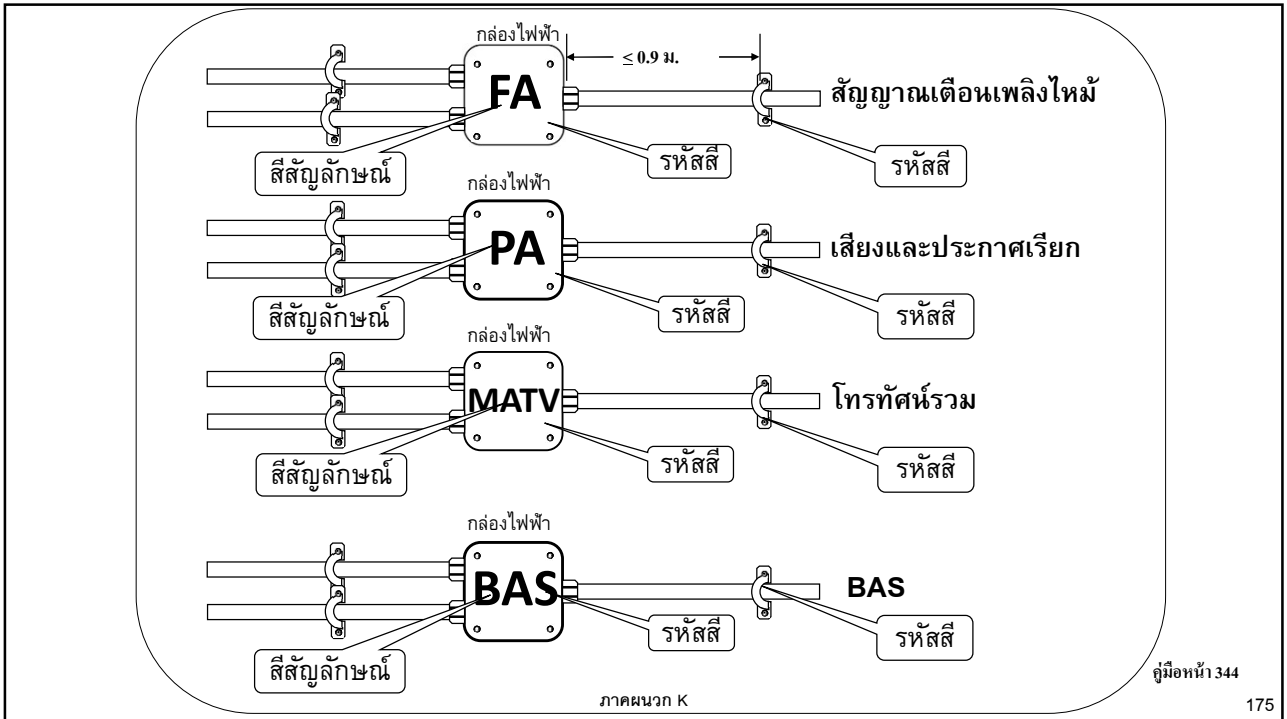 กล่องไฟฟ้า
≤ 0.9 ม.
FA
สัญญาณเตือนเพลิงไหม้
สีสัญลักษณ์
รหัสสี
รหัสสี
กล่องไฟฟ้า
PA
เสียงและประกาศเรียก
สีสัญลักษณ์
รหัสสี
รหัสสี
กล่องไฟฟ้า
MATV
โทรทัศน์รวม
สีสัญลักษณ์
รหัสสี
รหัสสี
กล่องไฟฟ้า
BAS
BAS
สีสัญลักษณ์
รหัสสี
รหัสสี
คู่มือหน้า 344
ภาคผนวก K
175